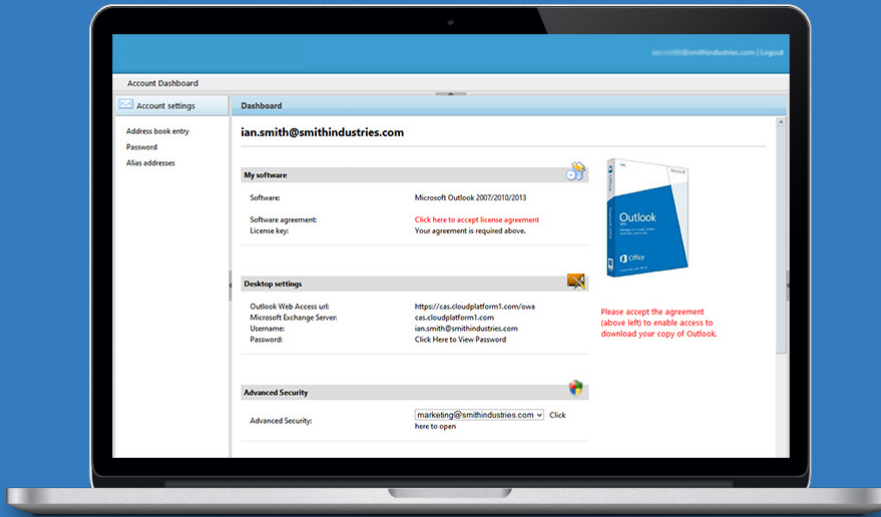 @smithindustries.com | Logout
Account Dashboard
Account settings
Dashboard
Address book entry
Password
Alias addresses
ian.smith@smithindustries.com
My software
Software:
Microsoft Outlook 2007/2010/2013
Software agreement:
Click here to accept license agreement
License key:
Your agreement is required above.
Microsoft
Outlook
Office
Desktop settings
Outlook Web Access url:
https://cas.cloudplatform1.com/owa
Microsoft Exchange Server:
cas.cloudplatform1.com
Username:
ian.smith@smithindustries.com
Password:
Click Here to View Password
Please accept the agreement
(above left) to enable access to
download your copy of Outlook.
Advanced Security
Advanced Security:
marketing@smithindustries.com Click
here to open